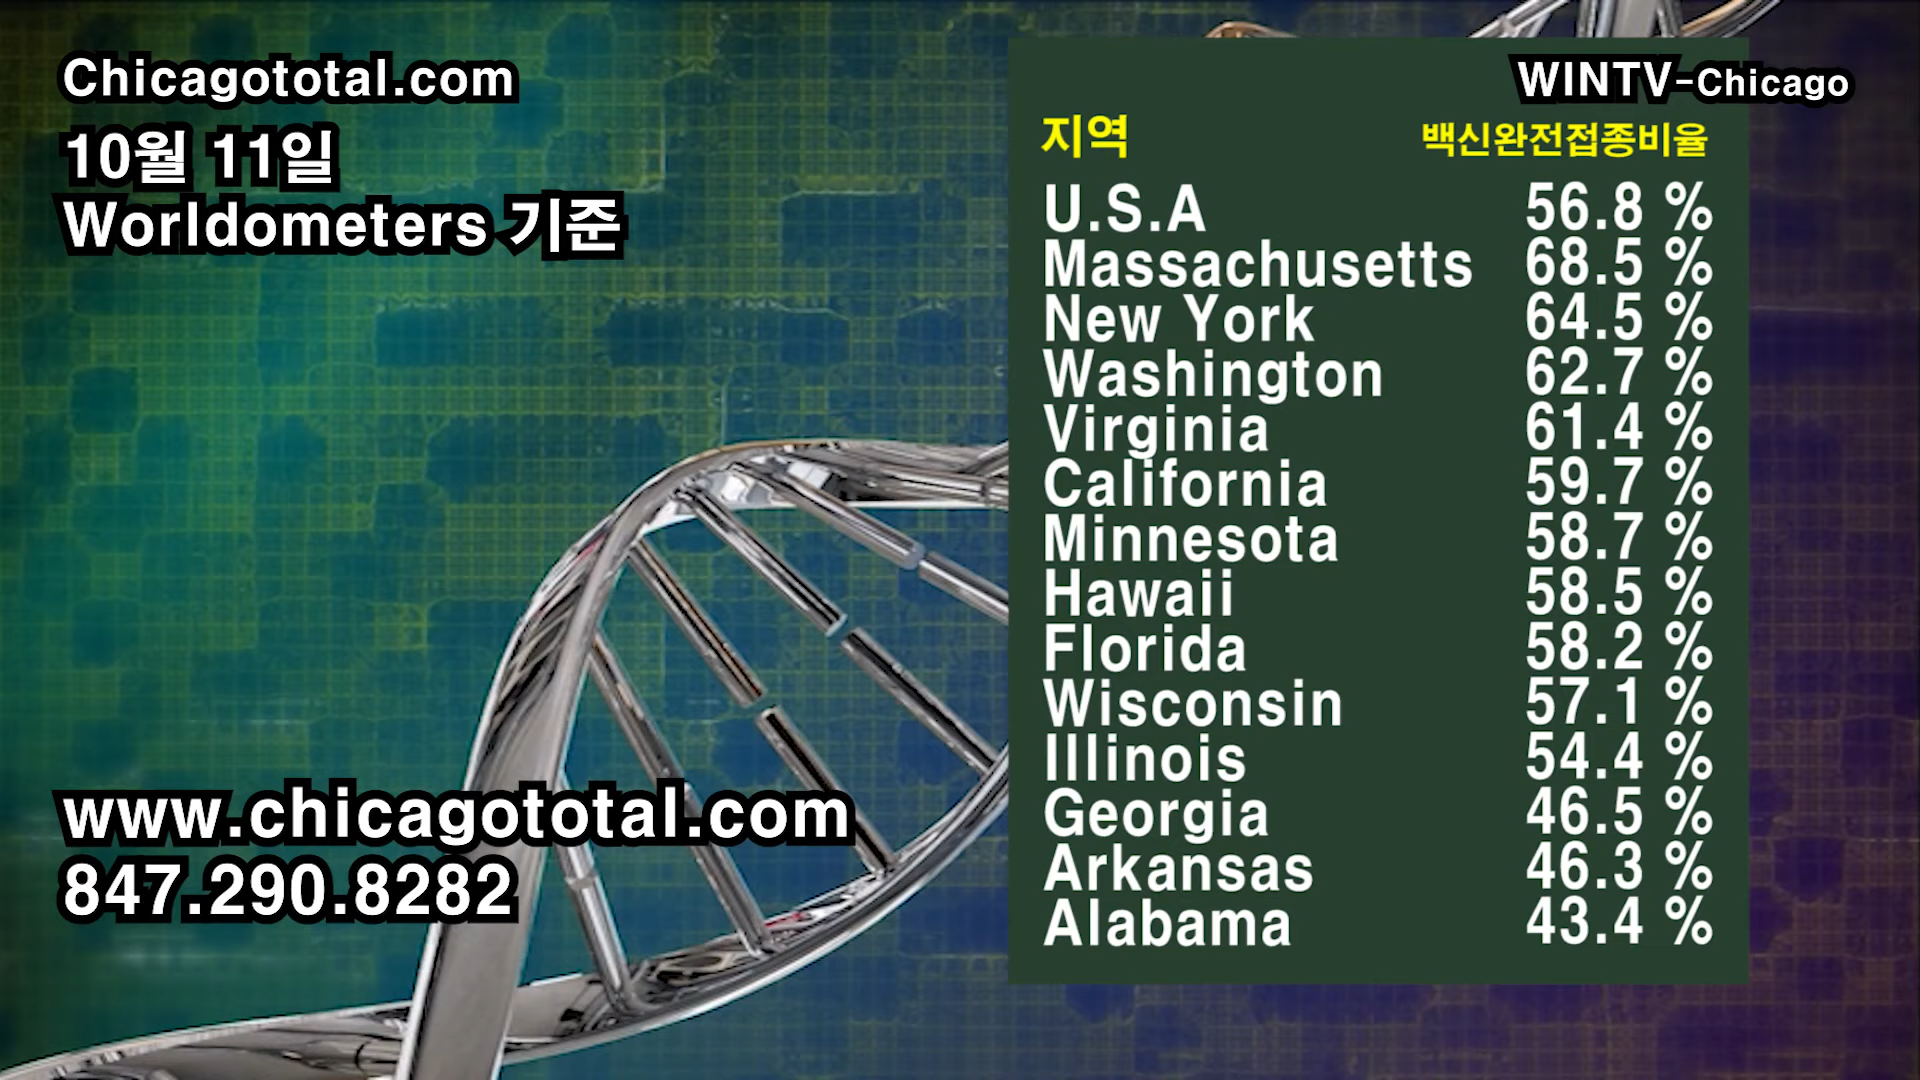 Chicagototal.com
10월 11일
Worldometers 기준
www.chicagototal.com
847.290.8282
WINTV-Chicago
지역 백신완전접종비율
U.S.A 56.8 %
Massachusetts 68.5 %
New York 64.5 %
Washington 62.7 %
Virginia 61.4 %
California 59.7 %
Minnesota 58.7 %
Hawaii 58.5 %
Florida 58.2 %
Wisconsin 57.1 %
Illinois 54.4 %
Georgia 46.5 %
Arkansas 46.3 %
Alabama 43.4 %